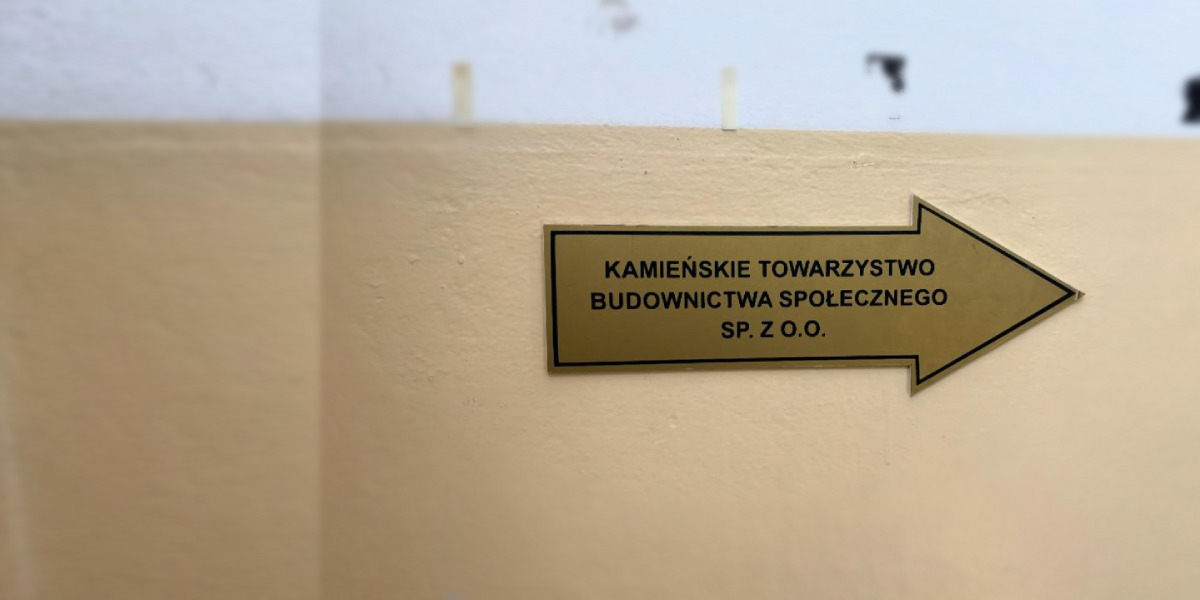 KAMIEŃSKIE TOWARZYSTWO
BUDOWNICTWA SPOŁECZNEGO
SP. Z O.O.